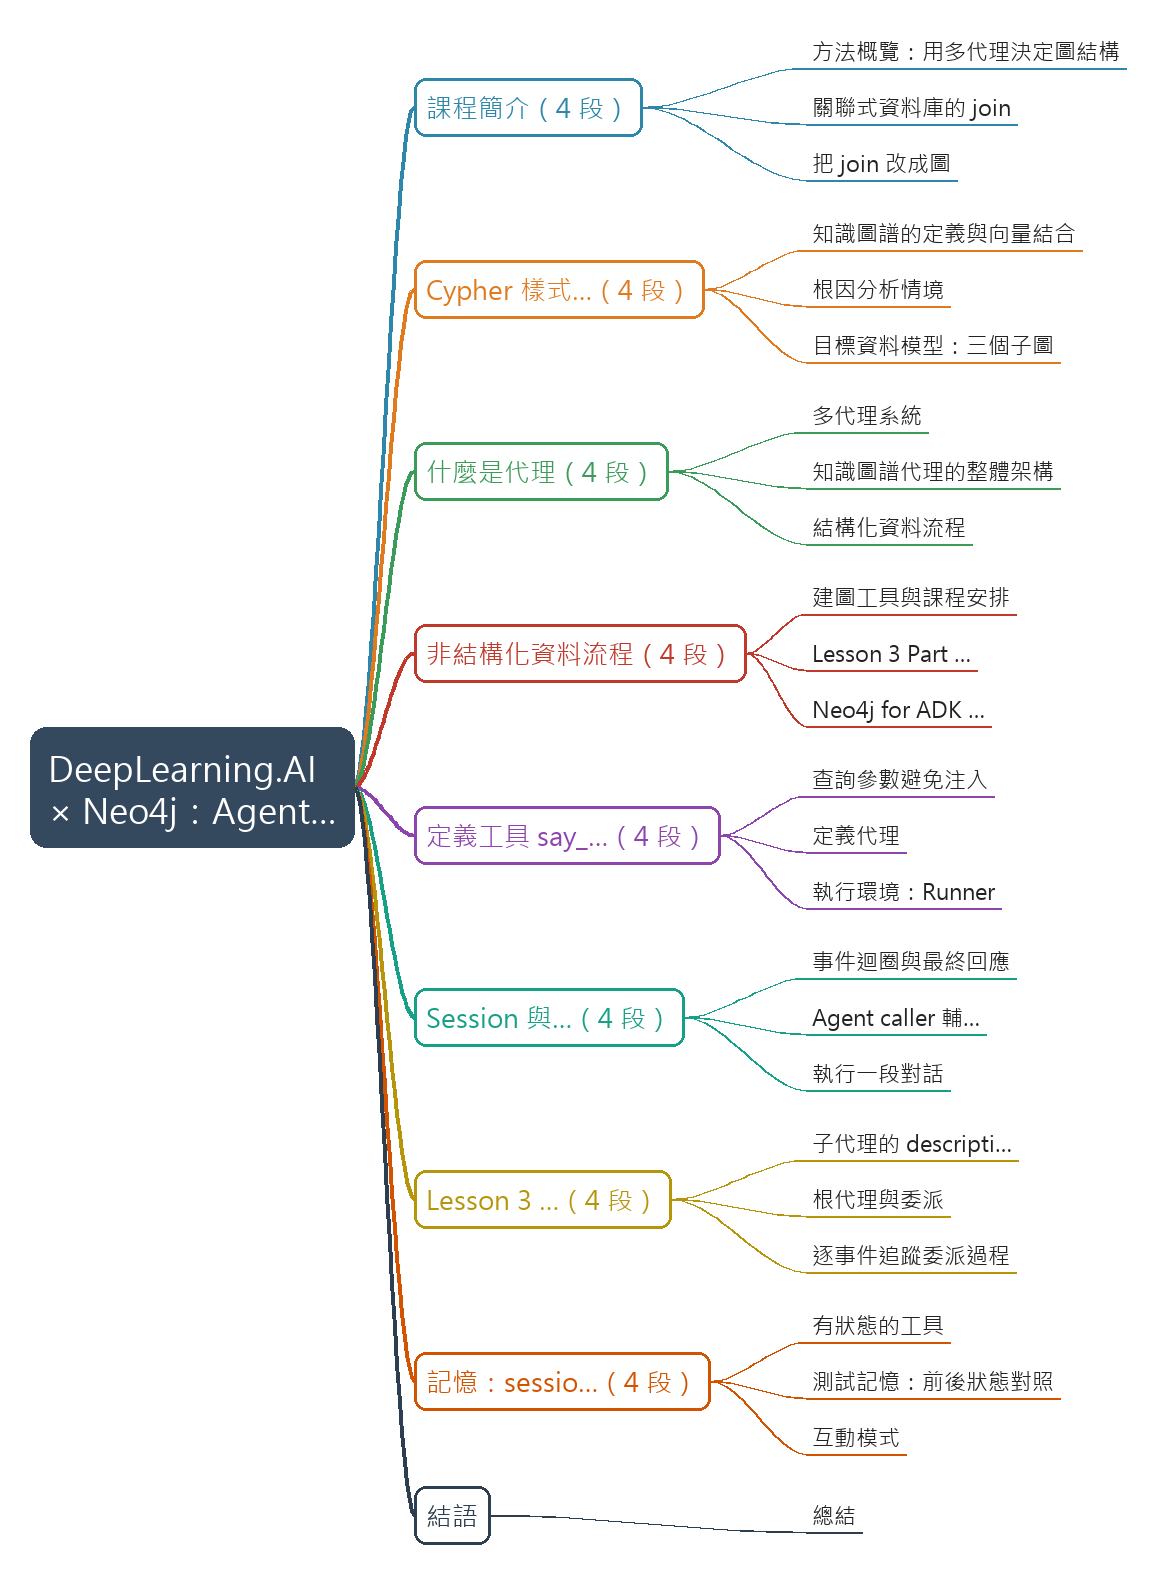 DeepLearning.AI
× Neo4j：Agent…
課程簡介（4 段）
方法概覽：用多代理決定圖結構
關聯式資料庫的 join
把 join 改成圖
Cypher 樣式…（4 段）
知識圖譜的定義與向量結合
根因分析情境
目標資料模型：三個子圖
什麼是代理（4 段）
多代理系統
知識圖譜代理的整體架構
結構化資料流程
非結構化資料流程（4 段）
建圖工具與課程安排
Lesson 3 Part …
Neo4j for ADK …
定義工具 say_…（4 段）
查詢參數避免注入
定義代理
執行環境：Runner
Session 與…（4 段）
事件迴圈與最終回應
Agent caller 輔…
執行一段對話
Lesson 3 …（4 段）
子代理的 descripti…
根代理與委派
逐事件追蹤委派過程
記憶：sessio…（4 段）
有狀態的工具
測試記憶：前後狀態對照
互動模式
結語
總結